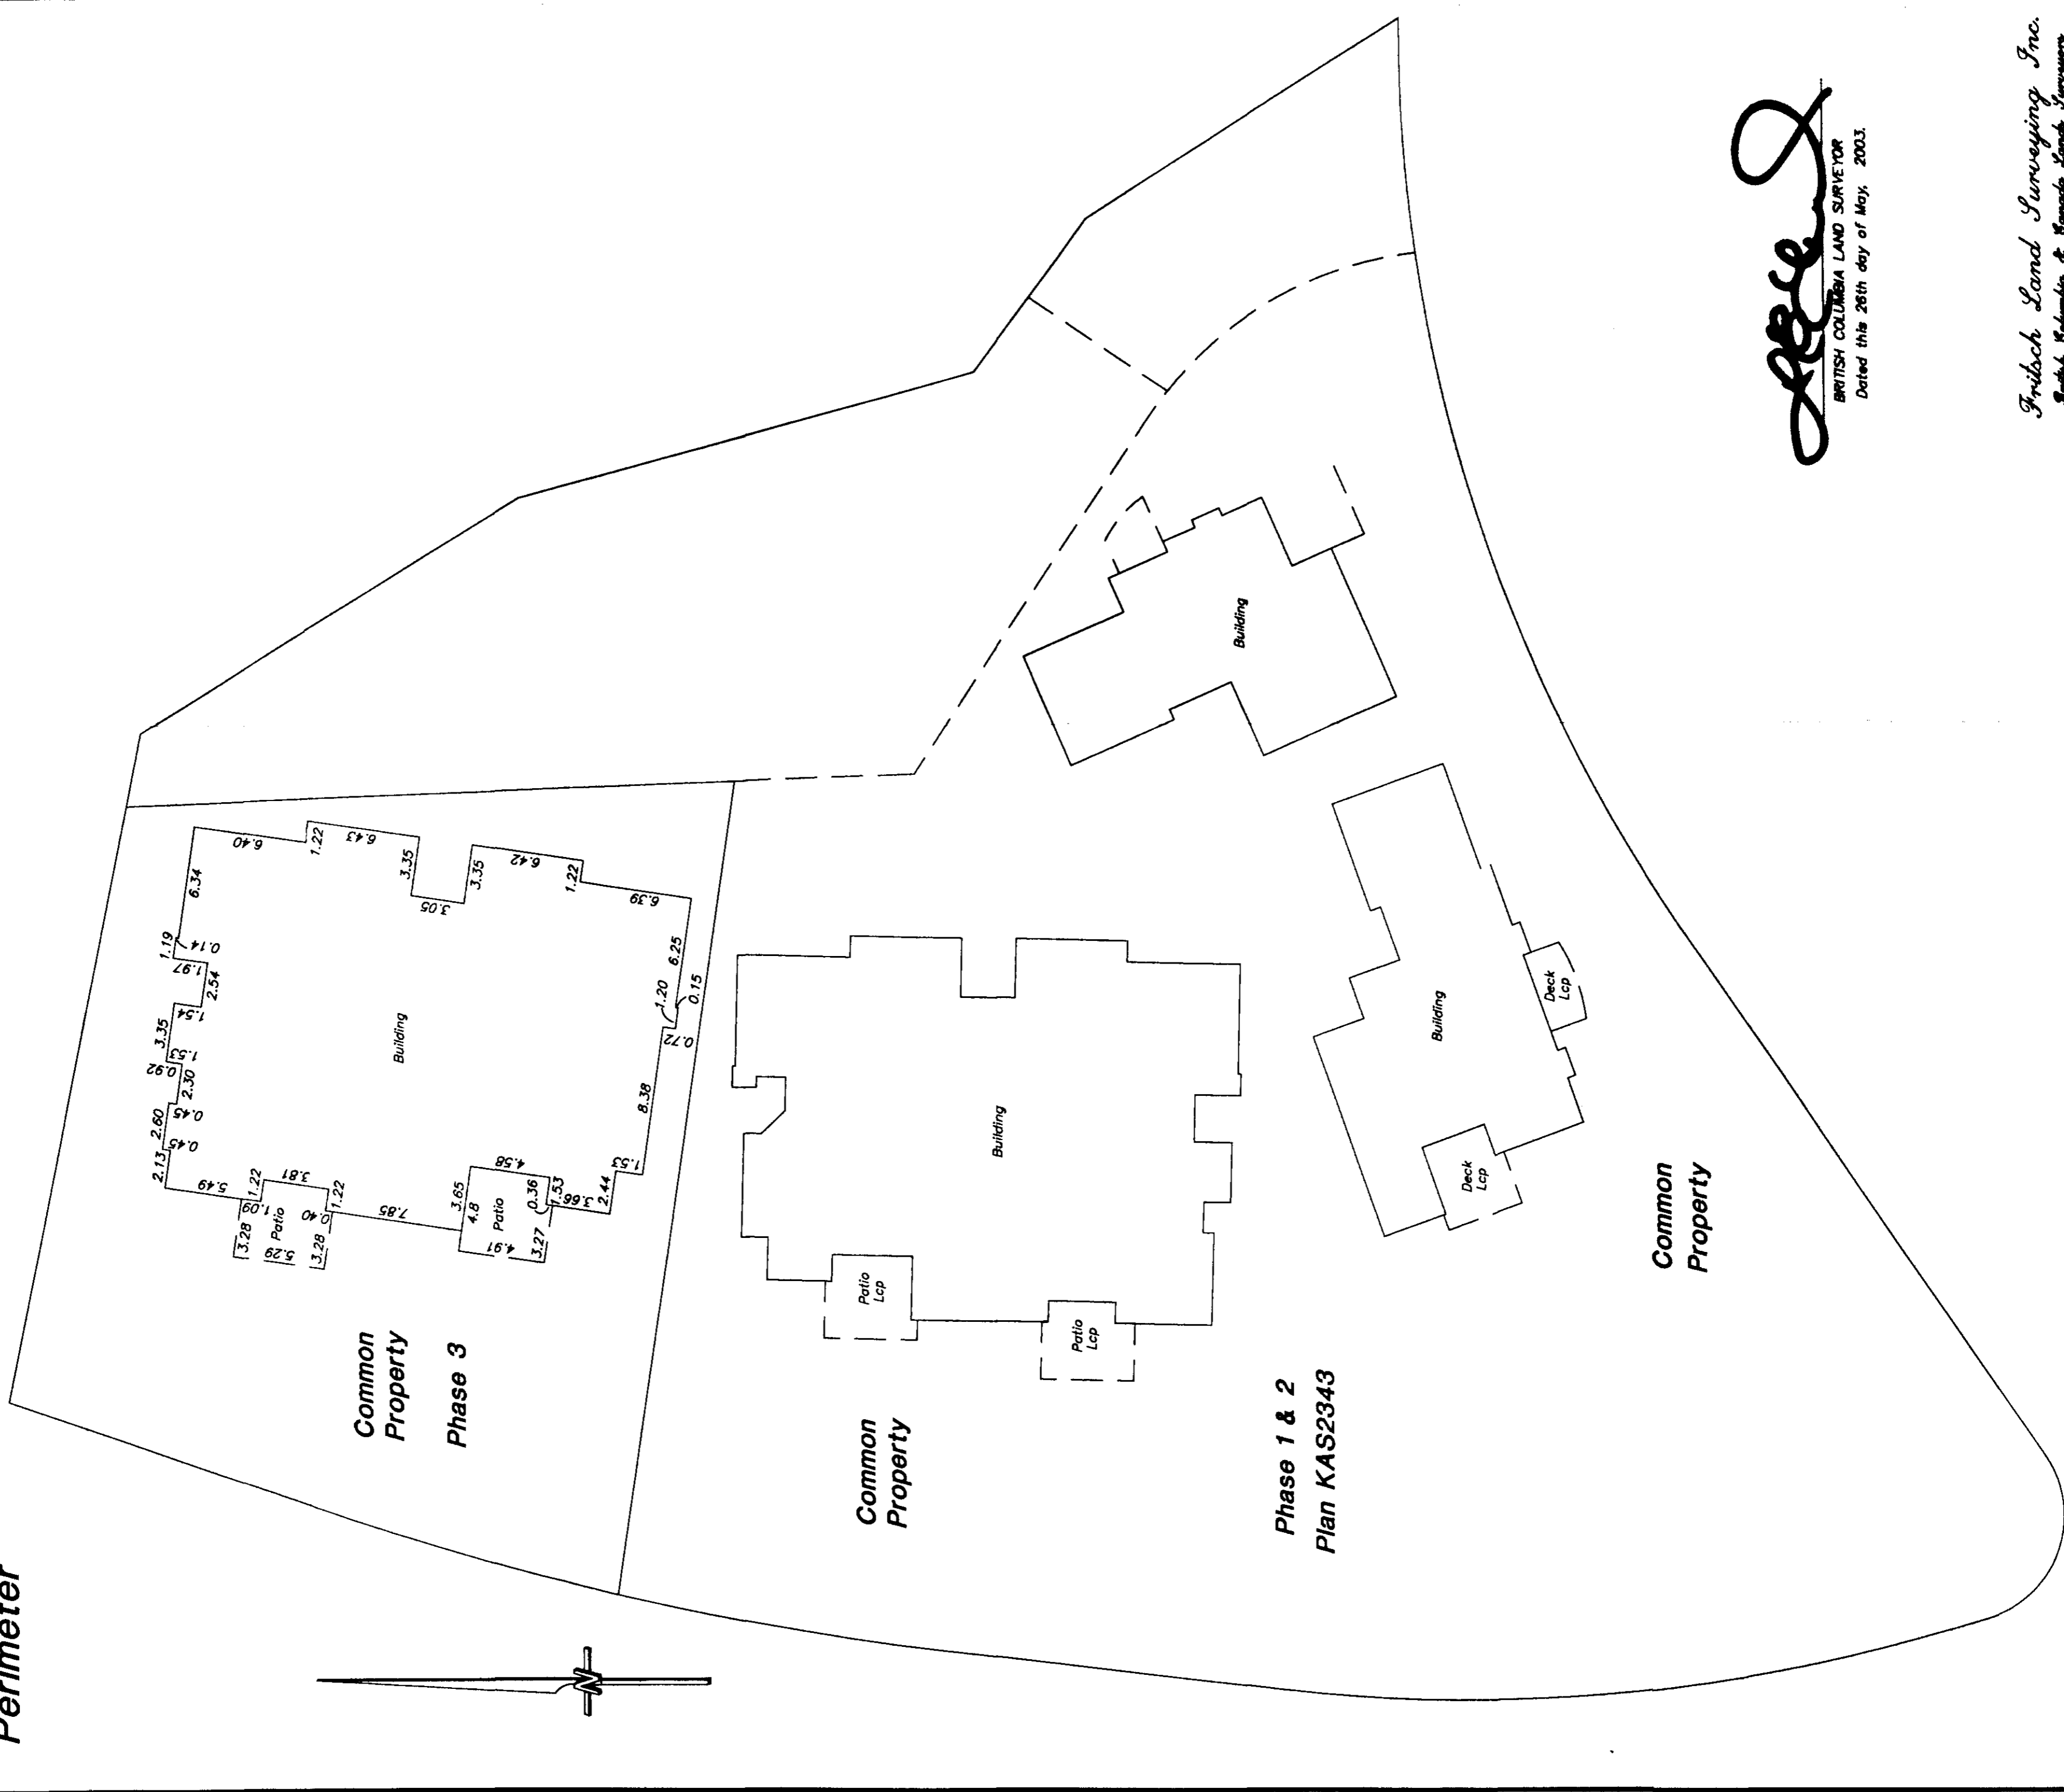 Perimeter
6.40
1.22
6.43
3.35
3.05
3.35
6.42
1.22
6.39
6.34
1.19
0.14
1.97
2.54
1.54
3.35
1.53
0.92
2.30
0.45
2.60
0.45
2.13
5.49
1.22
3.81
1.22
1.09
0.40
3.28
Patio
5.29
3.28
7.85
3.65
4.8
4.58
Patio
4.91
0.36
1.53
3.27
3.66
2.44
1.53
8.38
0.72
1.20
0.15
6.25
Building
Common
Property
Phase 3
Building
Patio
Lcp
Patio
Lcp
Common
Property
Phase 1 & 2
Plan KAS2343
Building
Building
Deck
Lcp
Deck
Lcp
Common
Property
N
BRITISH COLUMBIA LAND SURVEYOR
Dated this 26th day of May, 2003.
Fritsch Land Surveying Inc.
British Columbia & Canada Land Surveyors